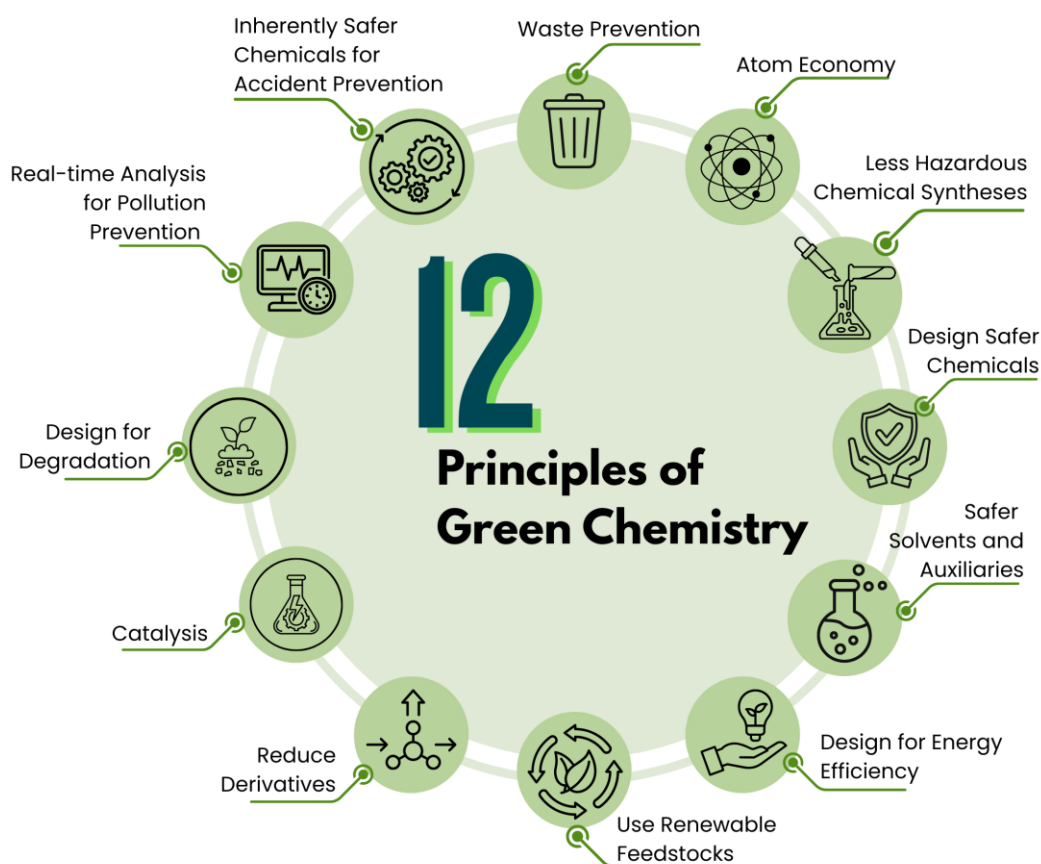 12
Principles of
Green Chemistry
Waste Prevention
Atom Economy
Less Hazardous
Chemical Syntheses
Design Safer
Chemicals
Safer
Solvents and
Auxiliaries
Design for Energy
Efficiency
Use Renewable
Feedstocks
Reduce
Derivatives
Catalysis
Design for
Degradation
Real-time Analysis
for Pollution
Prevention
Inherently Safer
Chemicals for
Accident Prevention